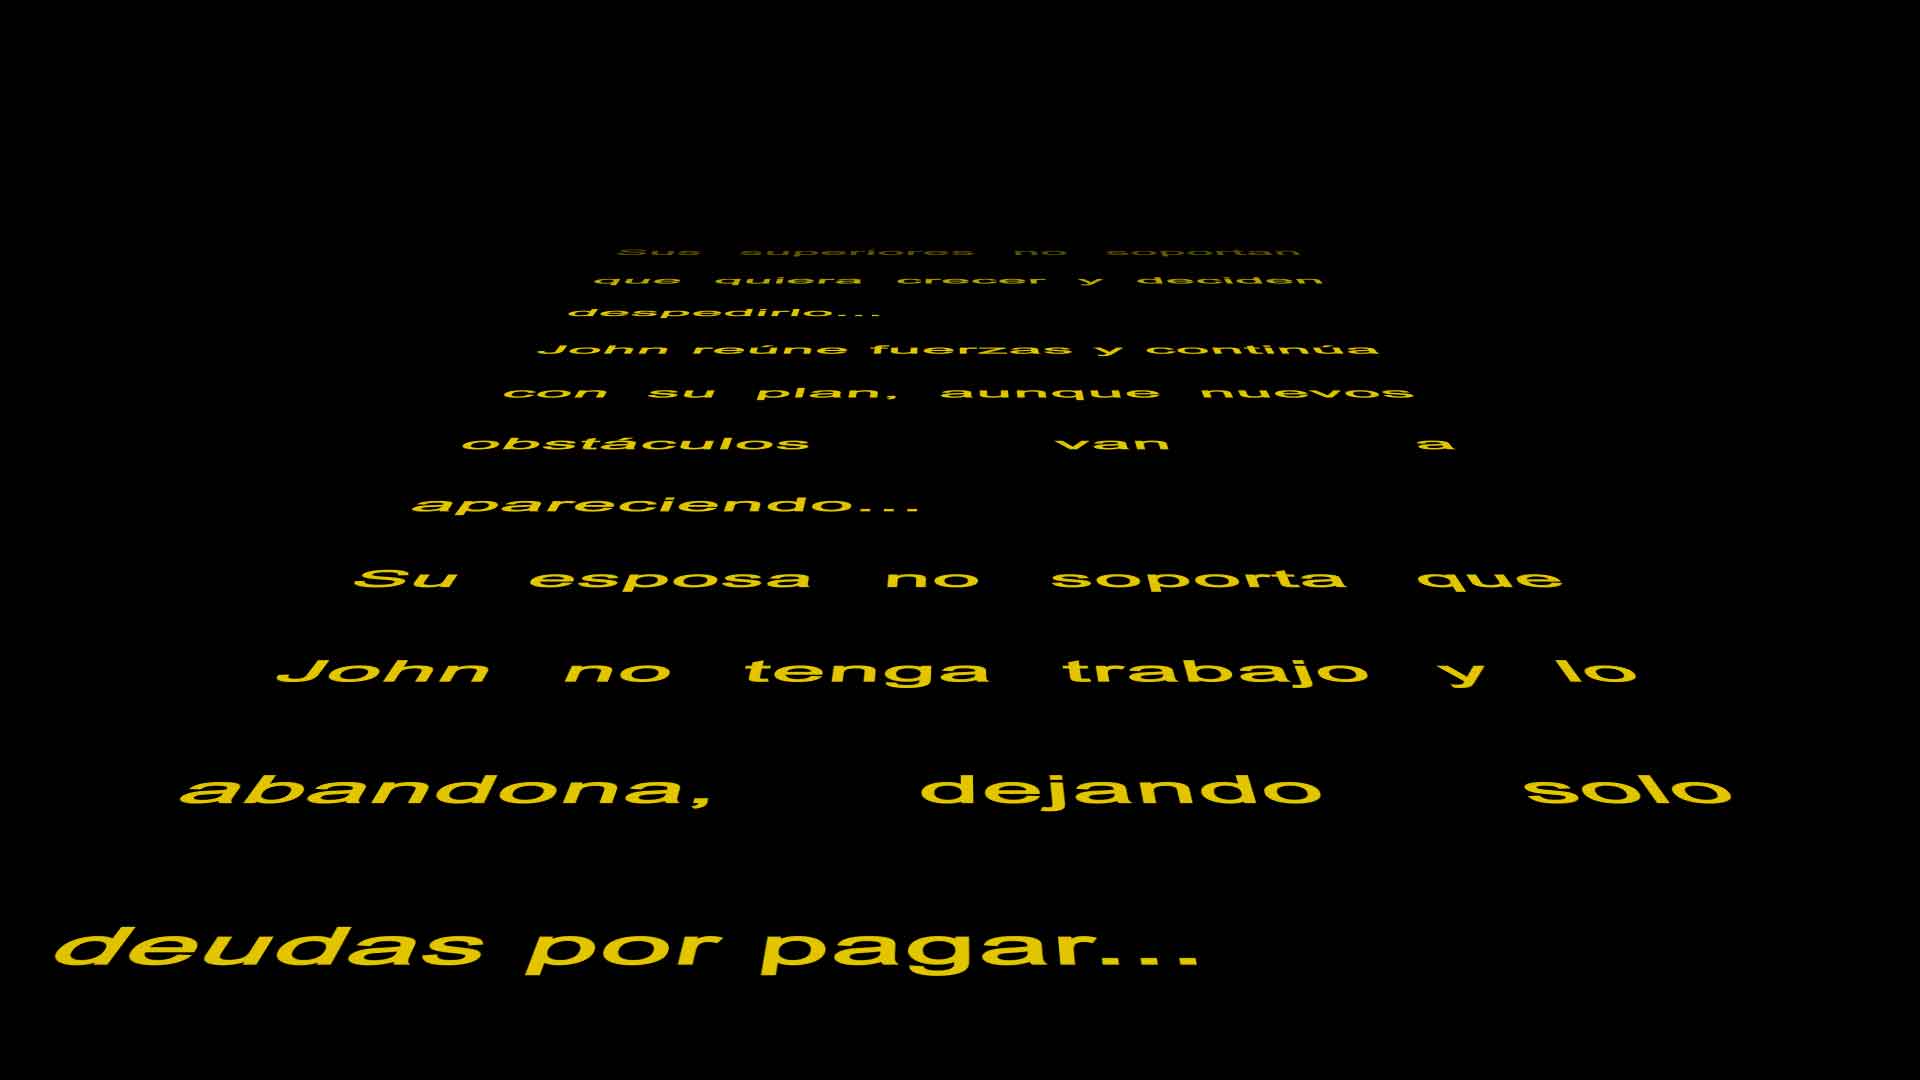 Sus superiores no soportan
que quiera crecer y deciden
despedirlo...
John reúne fuerzas y continúa
con su plan, aunque nuevos
obstáculos van a
apareciendo...
Su esposa no soporta que
John no tenga trabajo y lo
abandona, dejando solo
deudas por pagar...